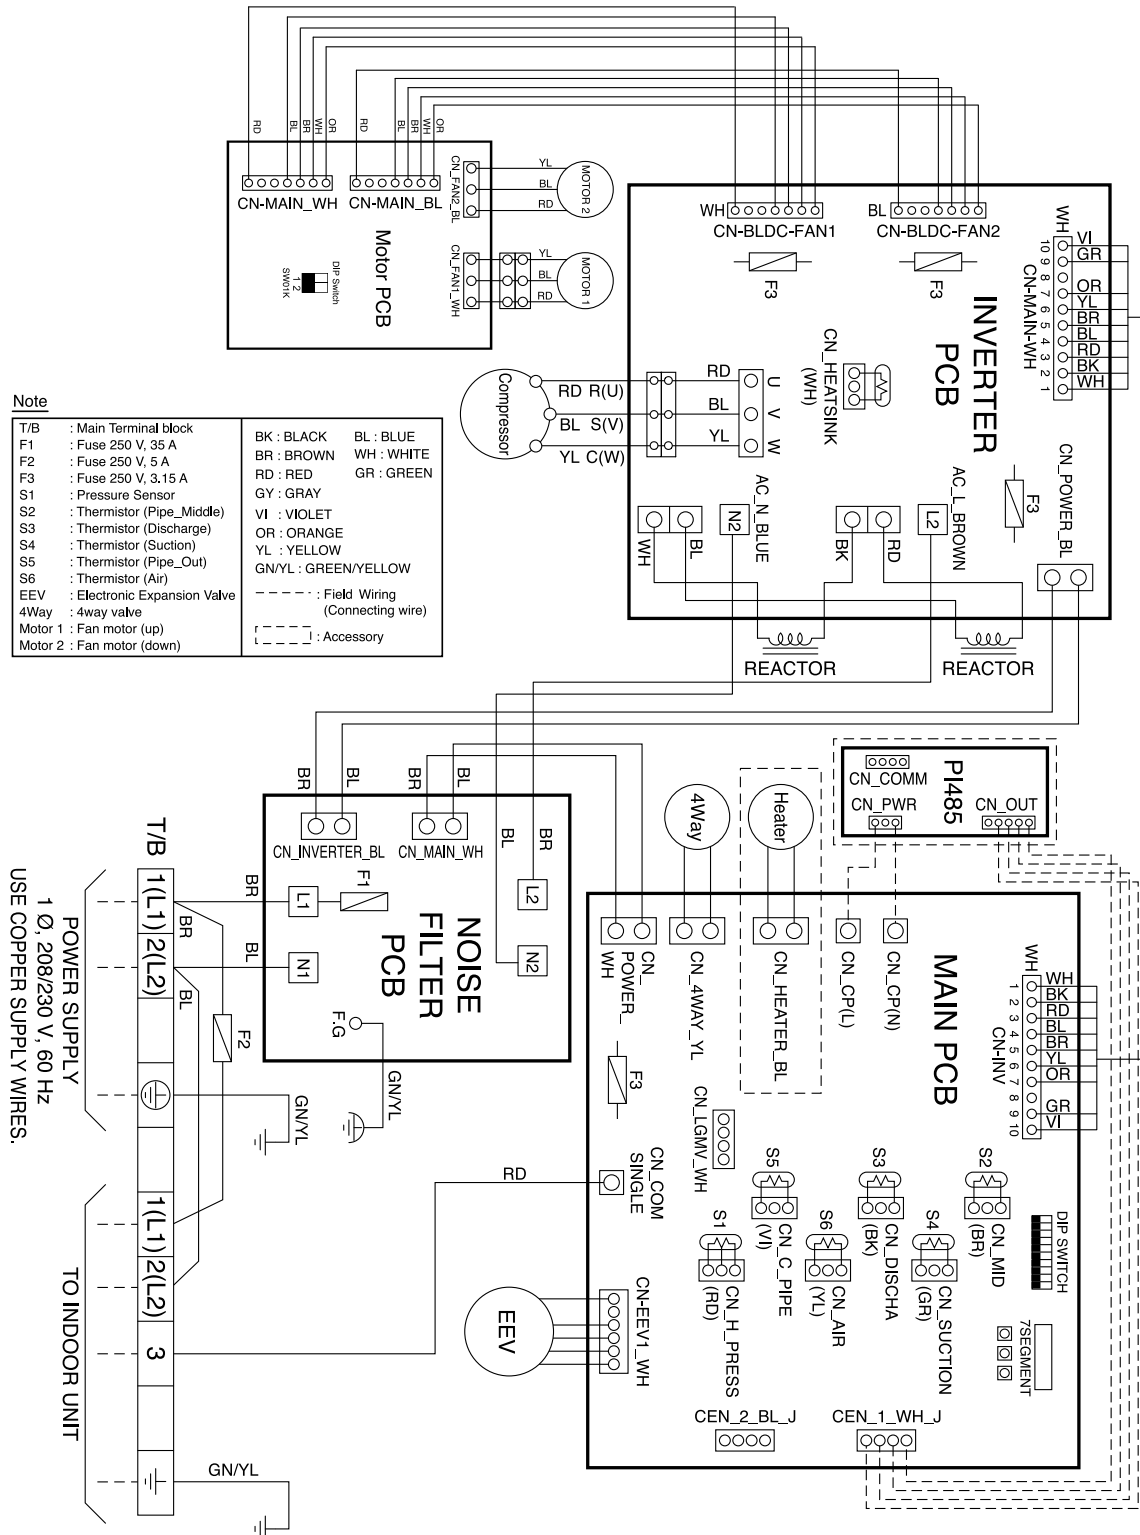 RD
BL
BR
WH
OR
RD
BL
BR
WH
OR
CN-MAIN_WH
CN-MAIN_BL
CN_FAN2_BL
YL
BL
RD
MOTOR 2
Motor PCB
DIP Switch
1 2
SW01K
CN_FAN1_WH
YL
BL
RD
MOTOR 1
WH
CN-BLDC-FAN1
BL
CN-BLDC-FAN2
F3
F3
INVERTER
PCB
WH
10 9 8 7 6 5 4 3 2 1
CN-MAIN-WH
VI
GR
OR
YL
BR
BL
RD
BK
WH
CN_HEATSINK
(WH)
Compressor
RD R(U)
BL S(V)
YL C(W)
RD
BL
YL
U
V
W
AC_N_BLUE
N2
AC_L_BROWN
L2
F3
CN_POWER_BL
WH
BL
BK
RD
REACTOR
REACTOR
Note
T/B : Main Terminal block
F1 : Fuse 250 V, 35 A
F2 : Fuse 250 V, 5 A
F3 : Fuse 250 V, 3.15 A
S1 : Pressure Sensor
S2 : Thermistor (Pipe_Middle)
S3 : Thermistor (Discharge)
S4 : Thermistor (Suction)
S5 : Thermistor (Pipe_Out)
S6 : Thermistor (Air)
EEV : Electronic Expansion Valve
4Way : 4way valve
Motor 1 : Fan motor (up)
Motor 2 : Fan motor (down)
BK : BLACK BL : BLUE
BR : BROWN WH : WHITE
RD : RED GR : GREEN
GY : GRAY
VI : VIOLET
OR : ORANGE
YL : YELLOW
GN/YL : GREEN/YELLOW
: Field Wiring
(Connecting wire)
: Accessory
BR
BL
BR
BL
BL
BR
CN_INVERTER_BL
CN_MAIN_WH
L1
F1
N1
L2
N2
NOISE
FILTER
PCB
F.G
GN/YL
T/B
BR
BL
1(L1)
2(L2)
BR
BL
F2
GN/YL
1(L1)
2(L2)
3
GN/YL
POWER SUPPLY
1 Ø, 208/230 V, 60 Hz
USE COPPER SUPPLY WIRES.
TO INDOOR UNIT
RD
4Way
Heater
CN_COMM
PI485
CN_PWR
CN_OUT
CN_
POWER_
WH
CN_4WAY_YL
CN_HEATER_BL
CN_CP(L)
CN_CP(N)
MAIN PCB
WH
1 2 3 4 5 6 7 8 9 10
CN-INV
WH
BK
RD
BL
BR
YL
OR
GR
VI
F3
CN_LGMV_WH
CN_COM
SINGLE
S5
CN_C_PIPE
(VI)
S3
CN_DISCHA
(BK)
S2
CN_MID
(BR)
S1
CN_H_PRESS
(RD)
S6
CN_AIR
(YL)
S4
CN_SUCTION
(GR)
DIP SWITCH
7SEGMENT
EEV
CN-EEV1_WH
CEN_2_BL_J
CEN_1_WH_J